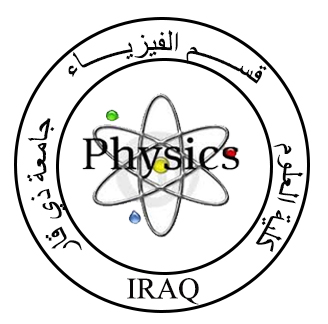 قسم الفيزياء
كلية العلوم
جامعة ذي قار
Physics
IRAQ